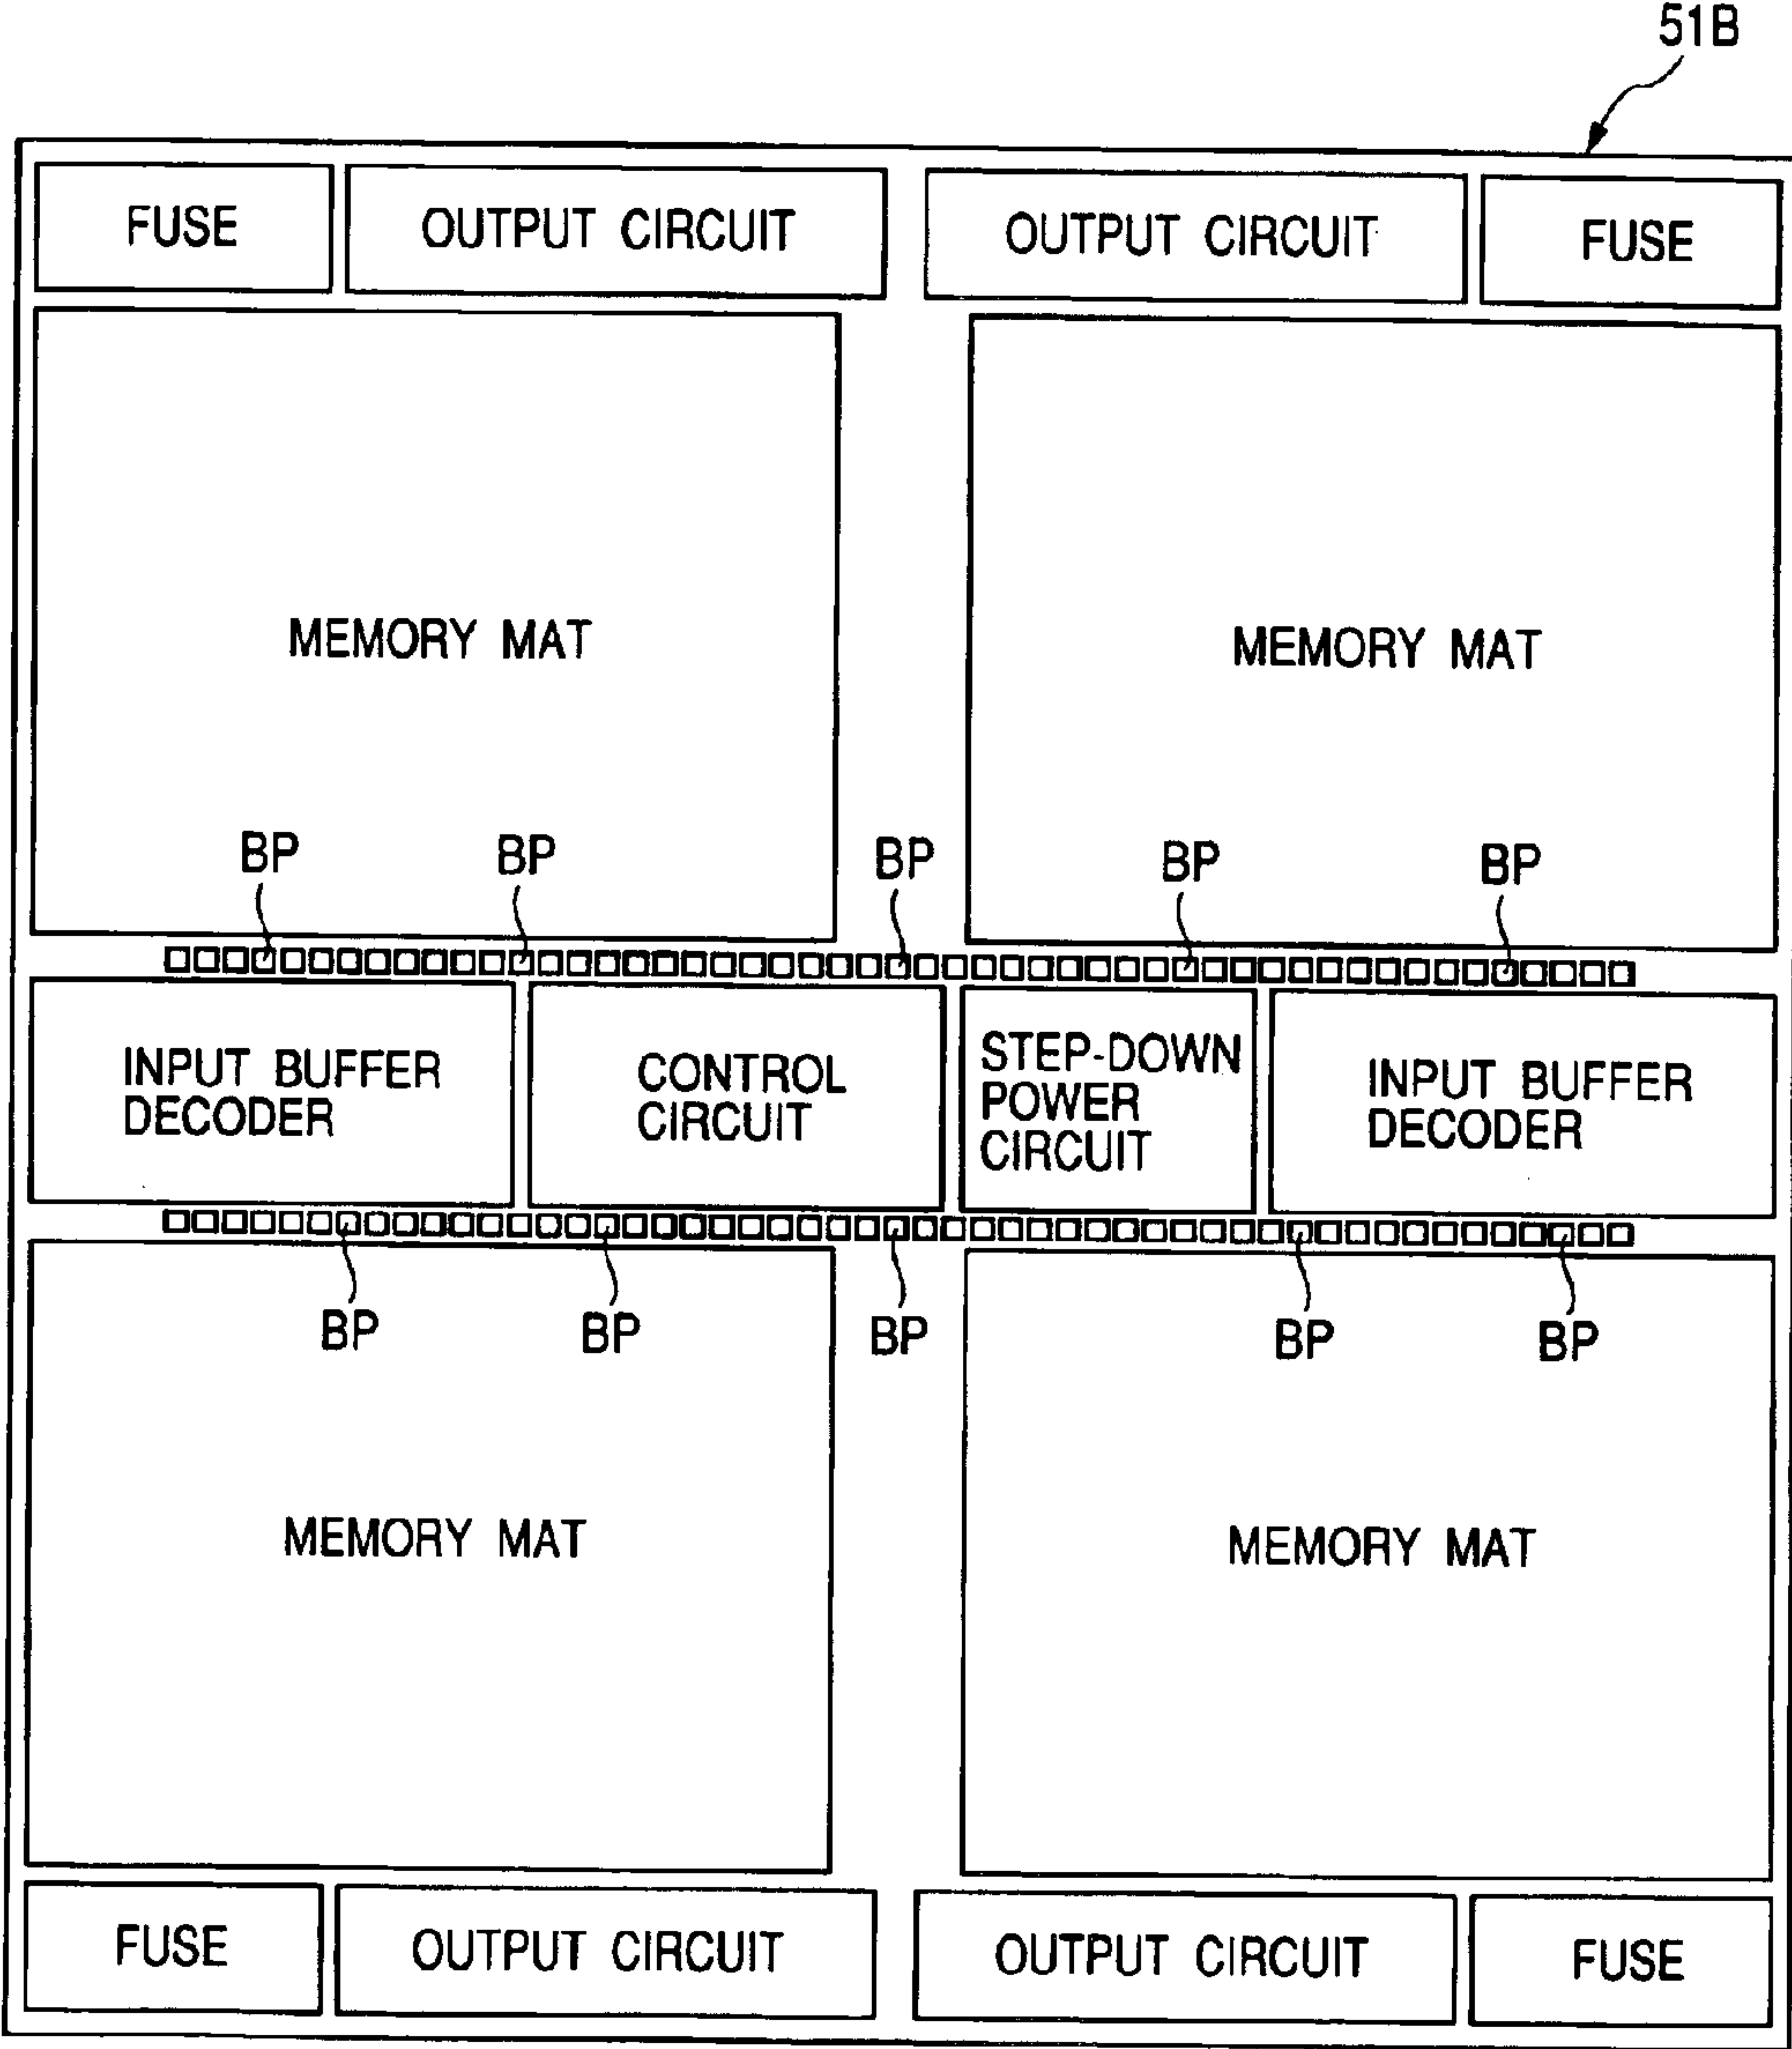 51B
FUSE
OUTPUT CIRCUIT
OUTPUT CIRCUIT
FUSE
MEMORY MAT
MEMORY MAT
BP
BP
BP
BP
BP
INPUT BUFFER
DECODER
CONTROL
CIRCUIT
STEP-DOWN
POWER
CIRCUIT
INPUT BUFFER
DECODER
BP
BP
BP
BP
BP
MEMORY MAT
MEMORY MAT
FUSE
OUTPUT CIRCUIT
OUTPUT CIRCUIT
FUSE